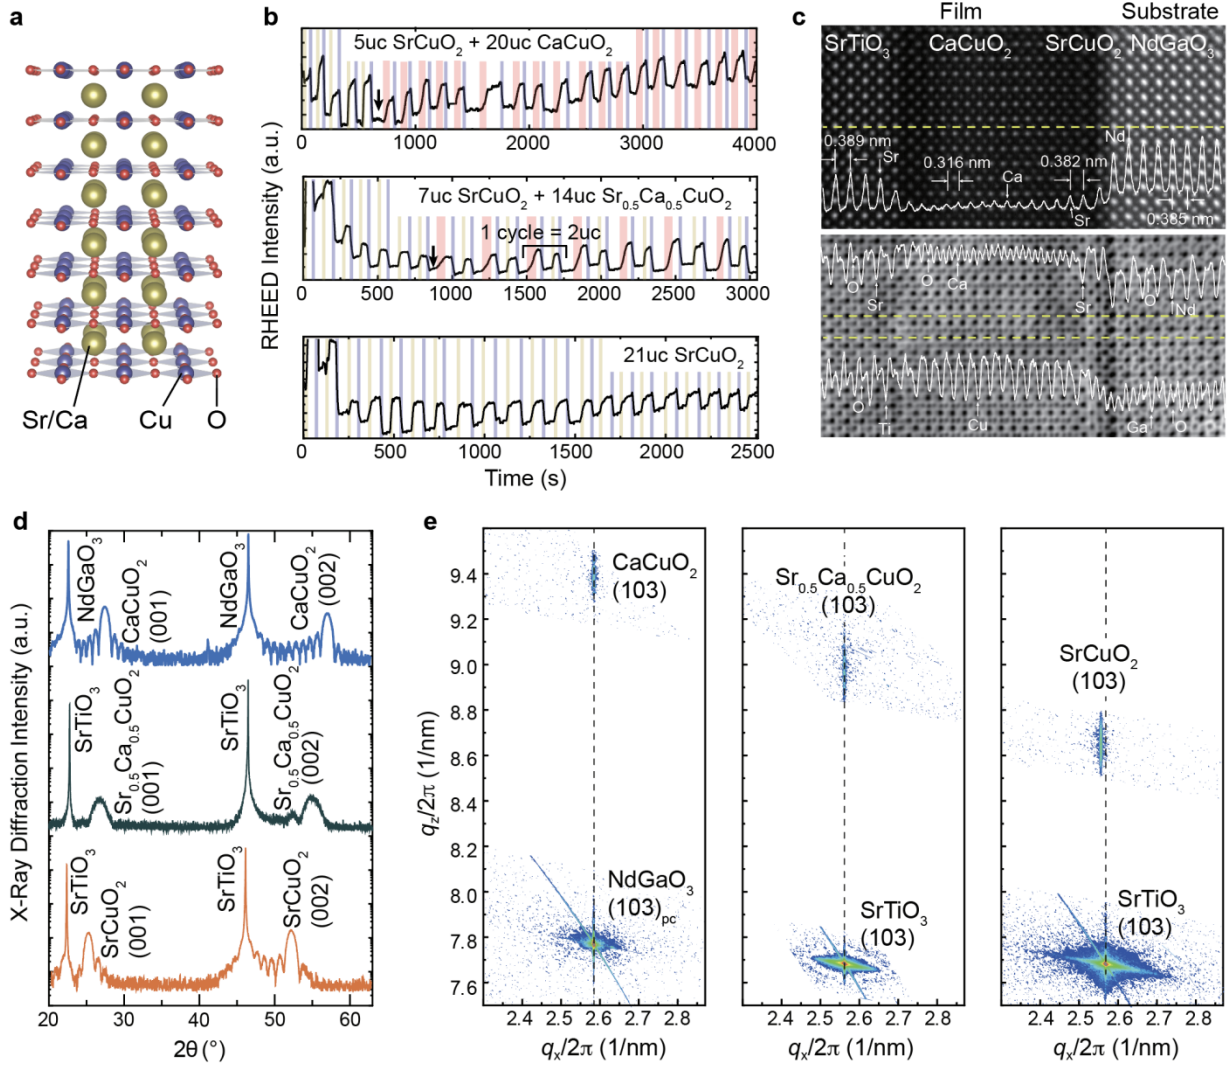 a
Sr/Ca
Cu
O
b
RHEED Intensity (a.u.)
5uc SrCuO2 + 20uc CaCuO2
0
1000
2000
3000
4000
7uc SrCuO2 + 14uc Sr0.5Ca0.5CuO2
1 cycle = 2uc
0
500
1000
1500
2000
2500
3000
21uc SrCuO2
0
500
1000
1500
2000
2500
Time (s)
c
Film
Substrate
SrTiO3
CaCuO2
SrCuO2
NdGaO3
0.389 nm
Sr
0.316 nm
Ca
0.382 nm
Sr
Nd
0.385 nm
O
Sr
O
Ca
Sr
O
Nd
O
Ti
Cu
Ga
O
d
X-Ray Diffraction Intensity (a.u.)
NdGaO3
CaCuO2
(001)
NdGaO3
CaCuO2
(002)
SrTiO3
Sr0.5Ca0.5CuO2
(001)
SrTiO3
Sr0.5Ca0.5CuO2
(002)
SrTiO3
SrCuO2
(001)
SrTiO3
SrCuO2
(002)
20
30
40
50
60
2θ (°)
e
qz/2π (1/nm)
9.4
9.2
9.0
8.8
8.6
8.4
8.2
8.0
7.8
7.6
CaCuO2
(103)
NdGaO3
(103)pc
2.4
2.5
2.6
2.7
2.8
qx/2π (1/nm)
Sr0.5Ca0.5CuO2
(103)
SrTiO3
(103)
2.4
2.5
2.6
2.7
2.8
qx/2π (1/nm)
SrCuO2
(103)
SrTiO3
(103)
2.4
2.5
2.6
2.7
2.8
qx/2π (1/nm)